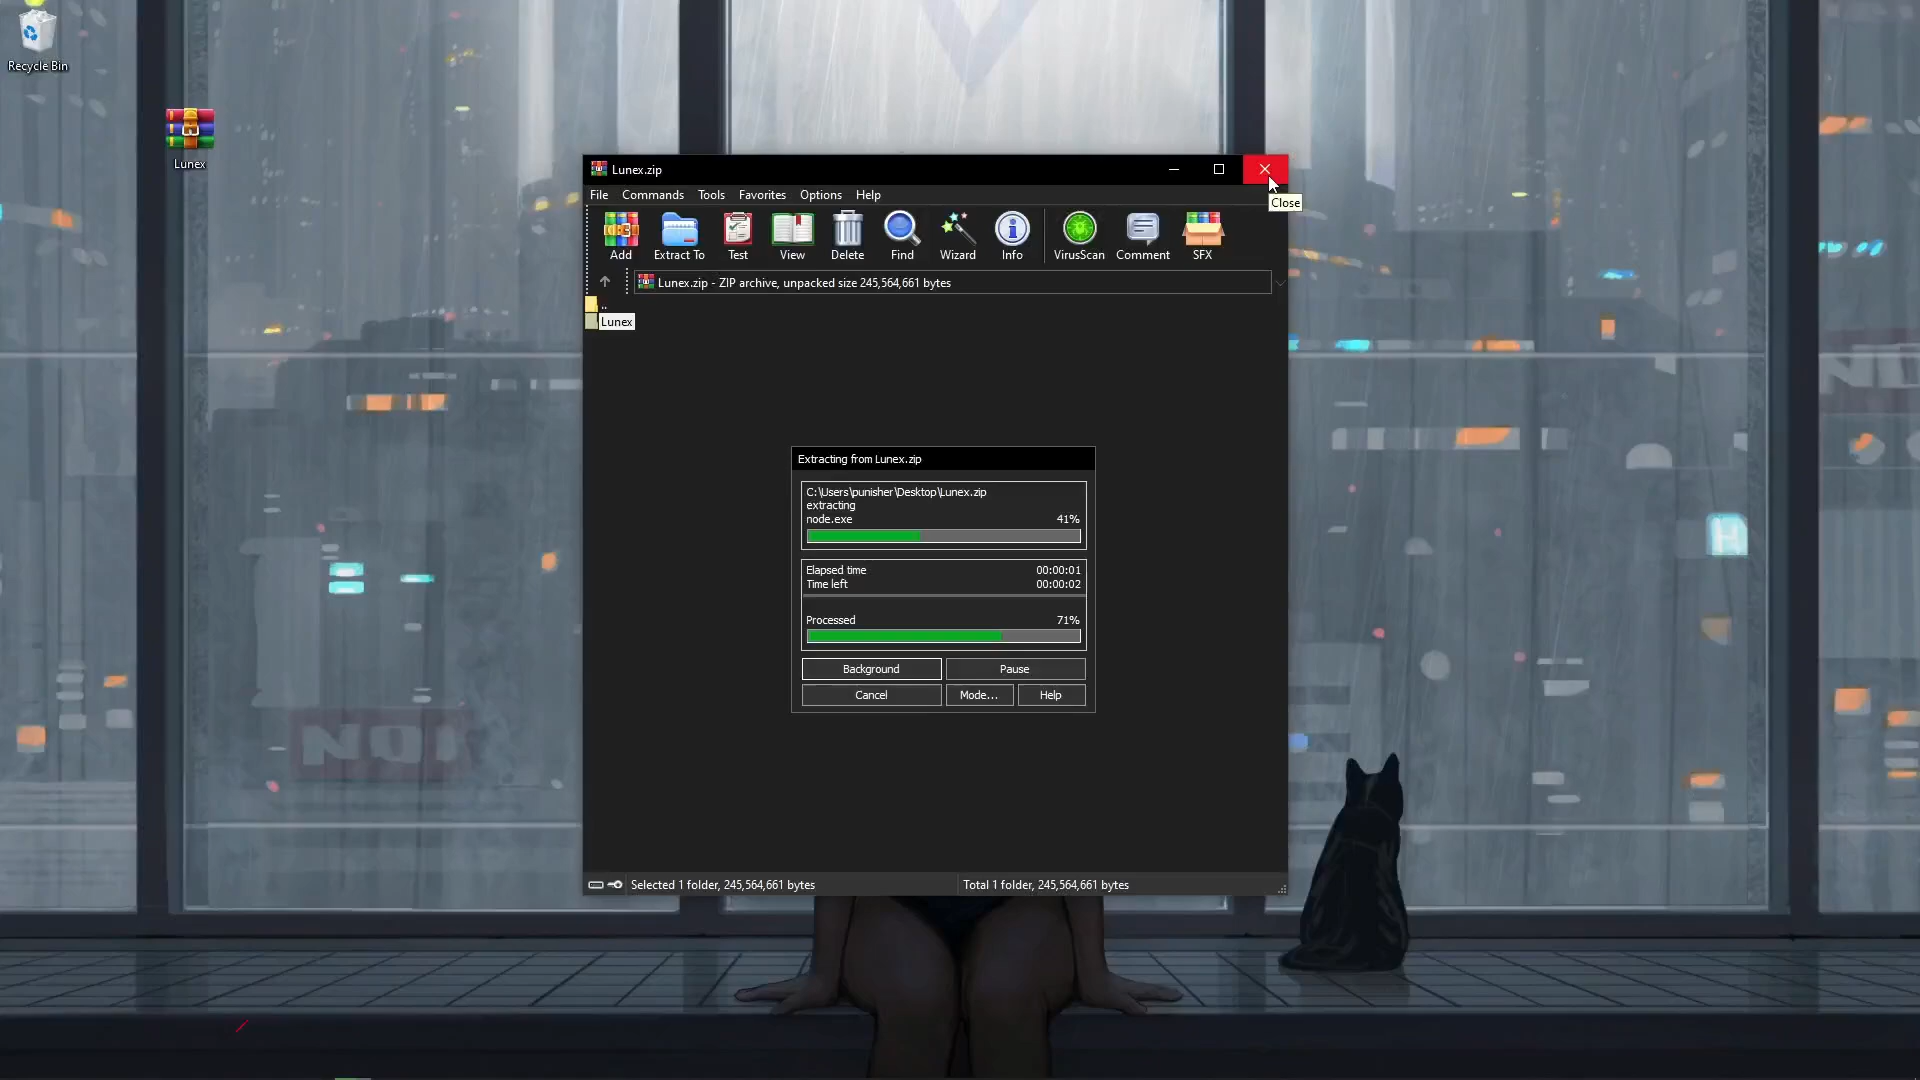 Recycle Bin
Lunex
Lunex.zip
Close
File Commands Tools Favorites Options Help
Add Extract To Test View Delete Find Wizard Info VirusScan Comment SFX
Lunex.zip - ZIP archive, unpacked size 245,564,661 bytes
..
Lunex
Extracting from Lunex.zip
C:\Users\punisher\Desktop\Lunex.zip
extracting
node.exe 41%
Elapsed time 00:00:01
Time left 00:00:02
Processed 71%
Background Pause
Cancel Mode... Help
Selected 1 folder, 245,564,661 bytes Total 1 folder, 245,564,661 bytes